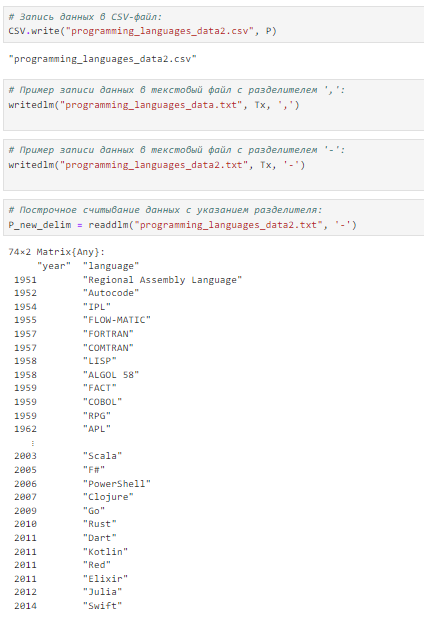 # Запись данных в CSV-файл:
CSV.write("programming_languages_data2.csv", P)
"programming_languages_data2.csv"
# Пример записи данных в текстовый файл с разделителем ',':
writedlm("programming_languages_data.txt", Tx, ',')
# Пример записи данных в текстовый файл с разделителем '-':
writedlm("programming_languages_data2.txt", Tx, '-')
# Построчное считывание данных с указанием разделителя:
P_new_delim = readdlm("programming_languages_data2.txt", '-')
74×2 Matrix{Any}:
"year" "language"
1951 "Regional Assembly Language"
1952 "Autocode"
1954 "IPL"
1955 "FLOW-MATIC"
1957 "FORTRAN"
1957 "COMTRAN"
1958 "LISP"
1958 "ALGOL 58"
1959 "FACT"
1959 "COBOL"
1959 "RPG"
1962 "APL"
⋮
2003 "Scala"
2005 "F#"
2006 "PowerShell"
2007 "Clojure"
2009 "Go"
2010 "Rust"
2011 "Dart"
2011 "Kotlin"
2011 "Red"
2011 "Elixir"
2012 "Julia"
2014 "Swift"